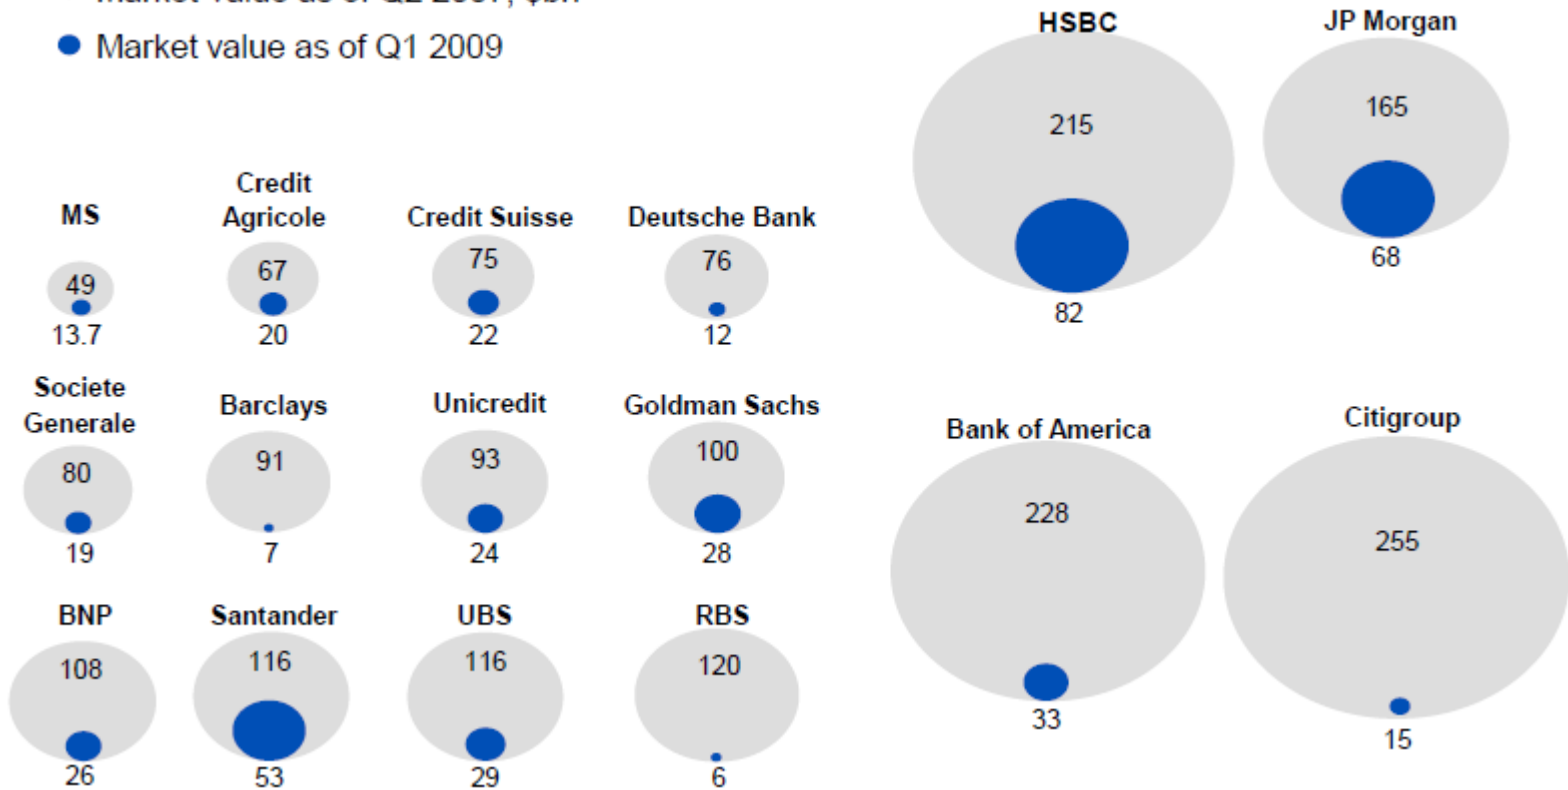 Market value as of Q1 2009
HSBC
215
82
JP Morgan
165
68
MS
49
13.7
Credit
Agricole
67
20
Credit Suisse
75
22
Deutsche Bank
76
12
Societe
Generale
80
19
Barclays
91
7
Unicredit
93
24
Goldman Sachs
100
28
Bank of America
228
33
Citigroup
255
15
BNP
108
26
Santander
116
53
UBS
116
29
RBS
120
6